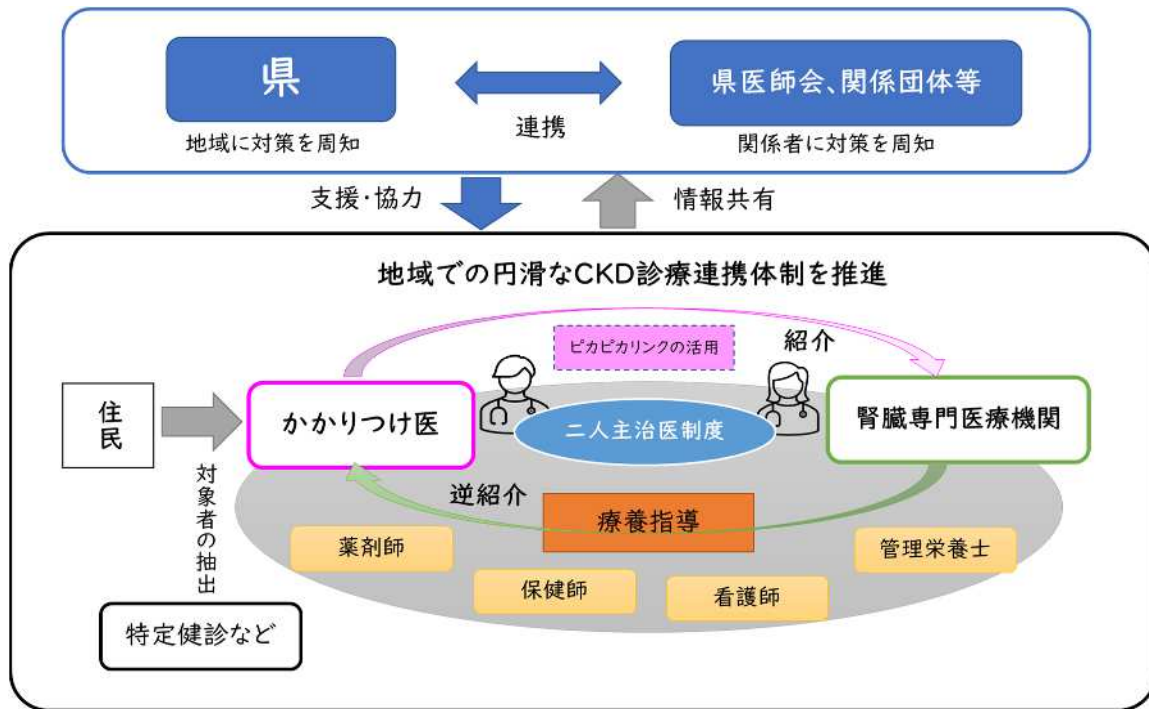 県
県医師会、関係団体等
連携
地域に対策を周知
関係者に対策を周知
支援・協力
情報共有
地域での円滑なCKD診療連携体制を推進
ピカピカリンクの活用
紹介
住民
かかりつけ医
二人主治医制度
腎臓専門医療機関
対象者の抽出
逆紹介
療養指導
薬剤師
管理栄養士
保健師
看護師
特定健診など